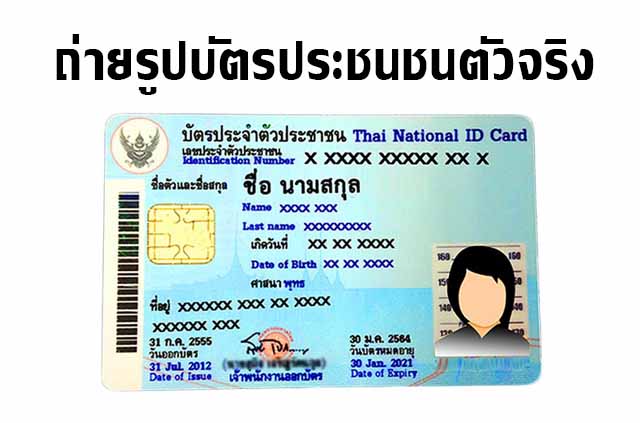 ถ่ายรูปบัตรประชนชนตัวิจริง
บัตรประจำตัวประชาชน Thai National ID Card
เลขประจำตัวประชาชน
Identification Number X XXXX XXXXX XX X
ชื่อตัวและชื่อสกุล ชื่อ นามสกุล
Name XXXX XXX
Last name XXXXXXXXXX
เกิดวันที่ XX XX XXXX
Date of Birth XX XX XXXX
ศาสนา พุทธ
ที่อยู่ XXXXXX XXX XX XXXX
XXXXXX XXX
31 ก.ค. 2555
วันออกบัตร
31 Jul. 2012
Date of Issue
เจ้าพนักงานออกบัตร
30 ม.ค. 2564
วันบัตรหมดอายุ
30 Jan. 2021
Date of Expiry
160 160
150